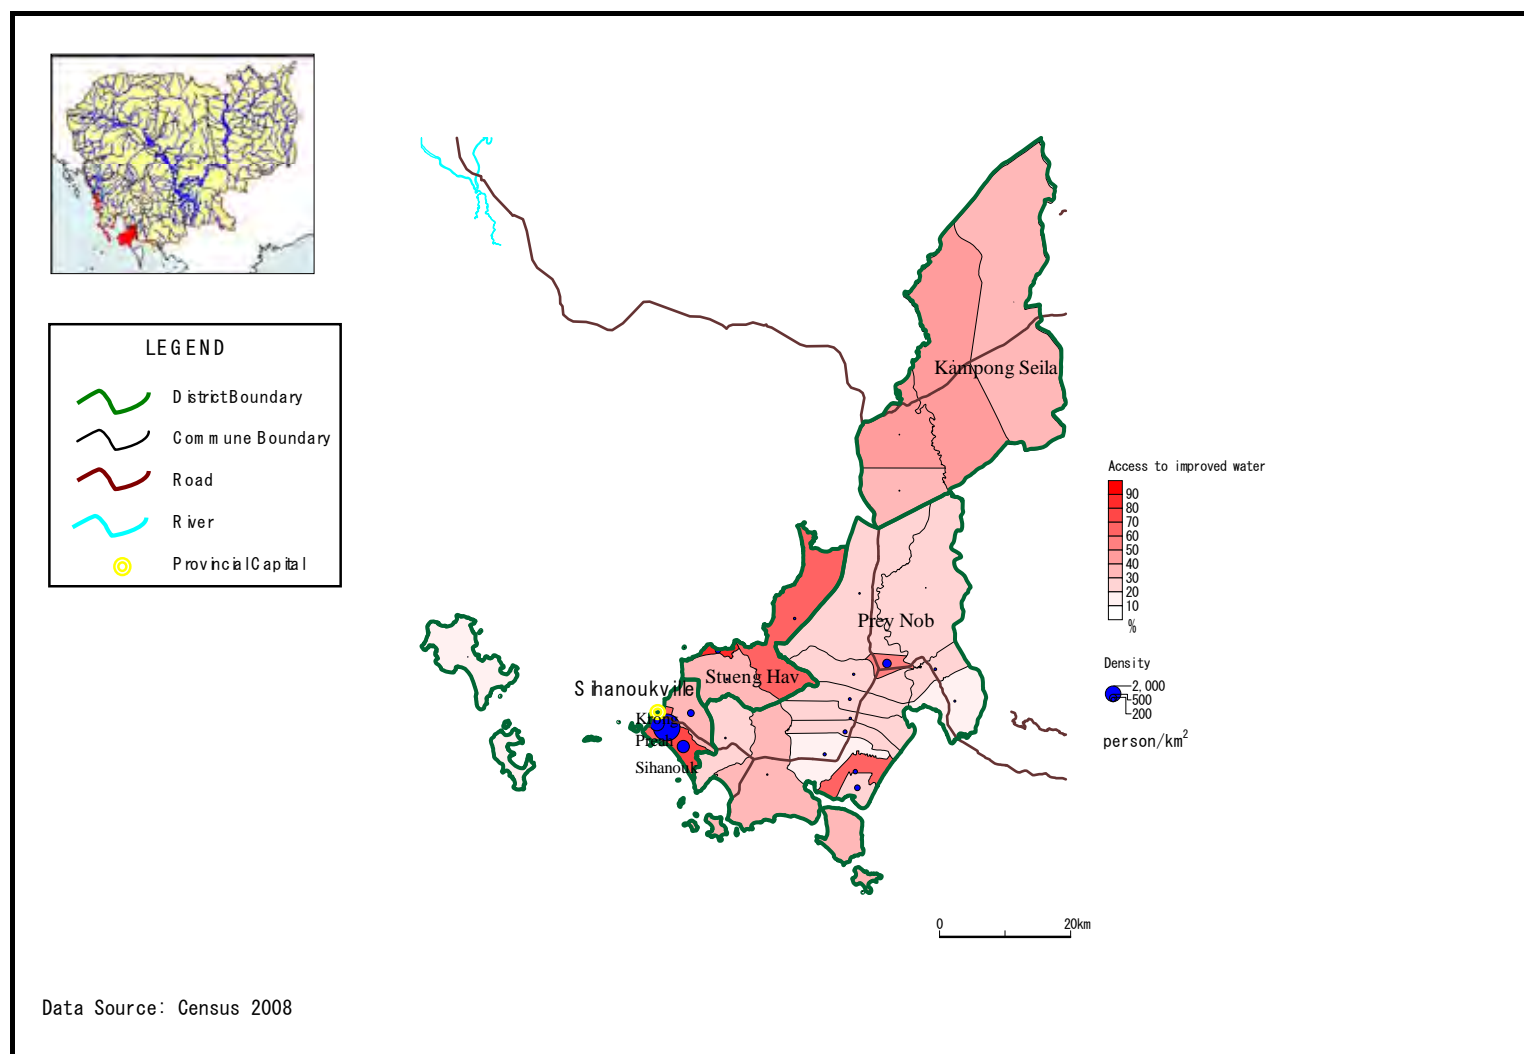 LEGEND
District Boundary
Commune Boundary
Road
River
Provincial Capital
Kampong Seila
Access to improved water
90
80
70
60
50
40
30
20
10
%
Prey Nob
Density
2,000
500
200
person/km²
Stueng Hav
Sihanoukville
Krong
Preah
Sihanouk
0 20km
Data Source: Census 2008